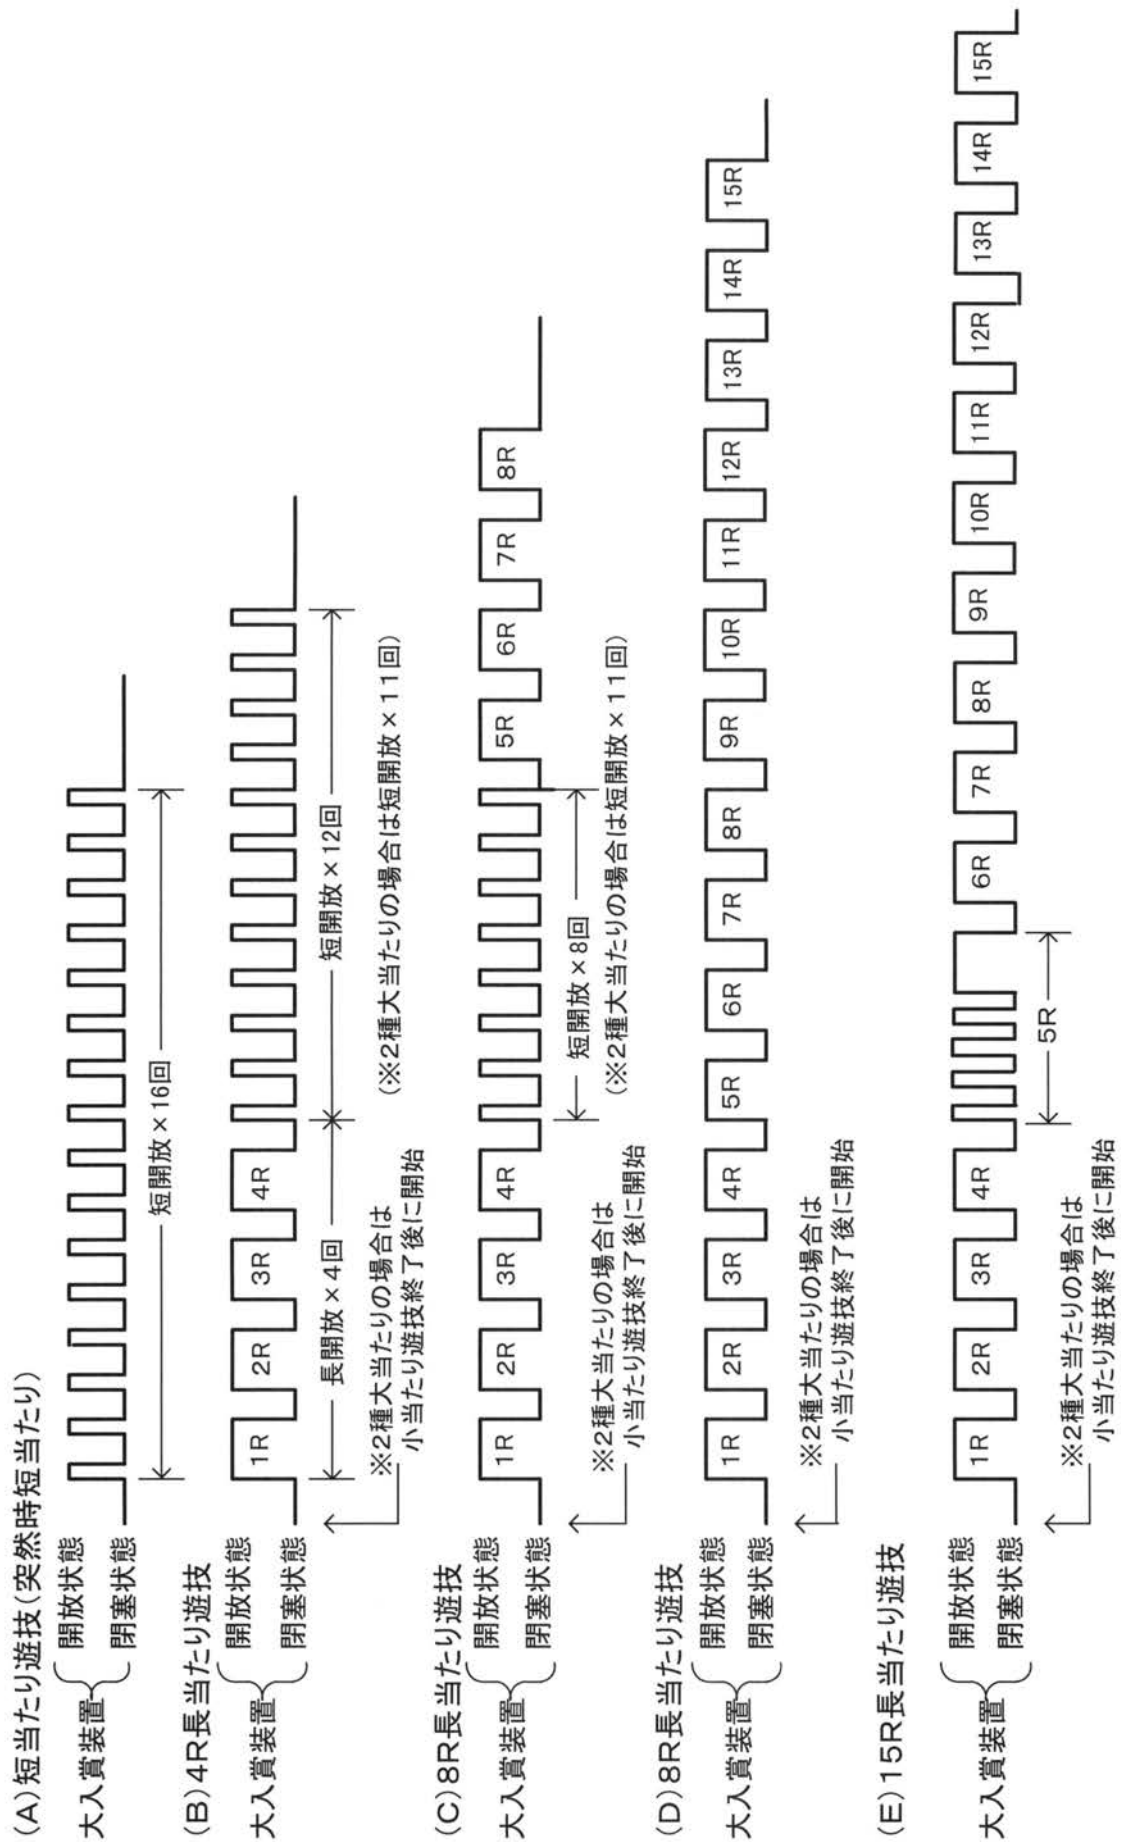 (A)短当たり遊技(突然時短当たり)
大入賞装置
開放状態
閉塞状態
短開放×16回
(B)4R長当たり遊技
大入賞装置
開放状態
閉塞状態
1R 2R 3R 4R
長開放×4回
短開放×12回
(※2種大当たりの場合は短開放×11回)
※2種大当たりの場合は
小当たり遊技終了後に開始
(C)8R長当たり遊技
大入賞装置
開放状態
閉塞状態
1R 2R 3R 4R 5R 6R 7R 8R
短開放×8回
(※2種大当たりの場合は短開放×11回)
※2種大当たりの場合は
小当たり遊技終了後に開始
(D)8R長当たり遊技
大入賞装置
開放状態
閉塞状態
1R 2R 3R 4R 5R 6R 7R 8R 9R 10R 11R 12R 13R 14R 15R
※2種大当たりの場合は
小当たり遊技終了後に開始
(E)15R長当たり遊技
大入賞装置
開放状態
閉塞状態
1R 2R 3R 4R 6R 7R 8R 9R 10R 11R 12R 13R 14R 15R
5R
※2種大当たりの場合は
小当たり遊技終了後に開始